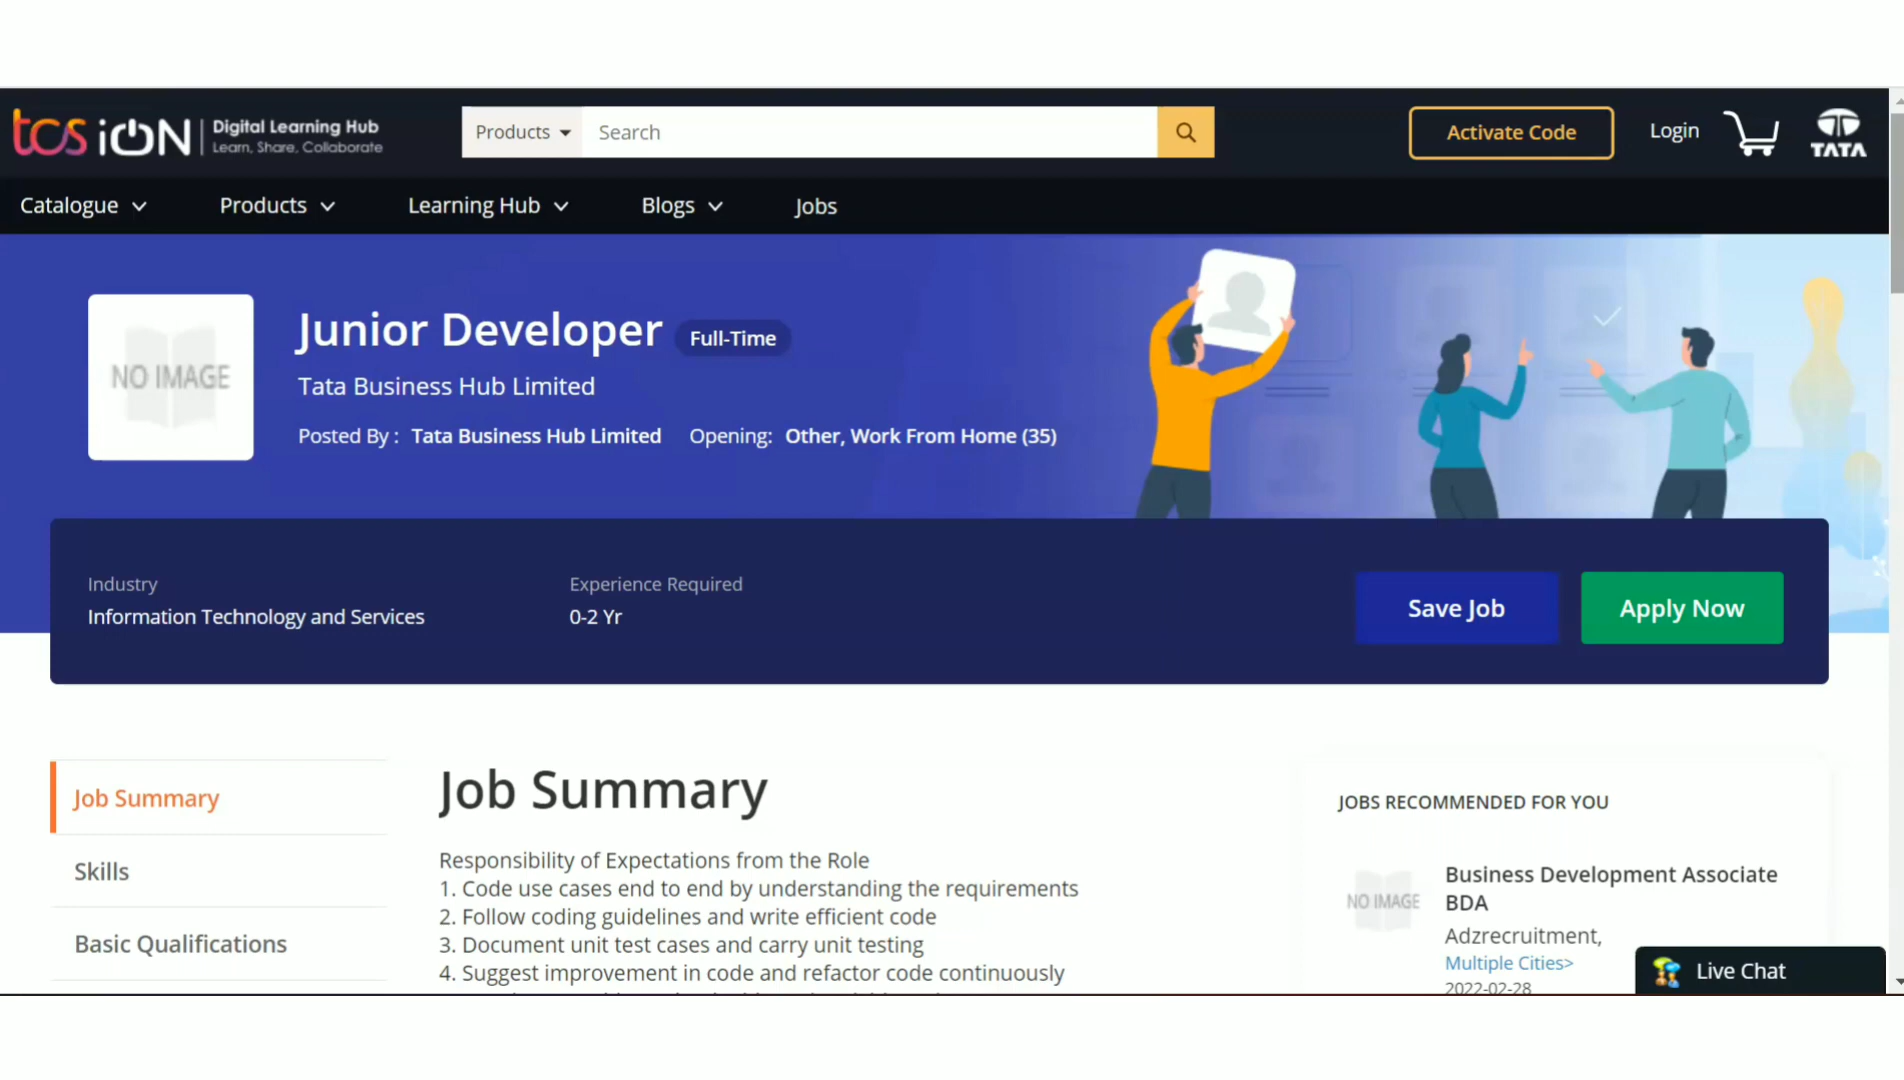 tcs iON
Digital Learning Hub
Learn, Share, Collaborate
Products
Search
Activate Code
Login
TATA
Catalogue
Products
Learning Hub
Blogs
Jobs
NO IMAGE
Junior Developer
Full-Time
Tata Business Hub Limited
Posted By : Tata Business Hub Limited Opening: Other, Work From Home (35)
Industry
Information Technology and Services
Experience Required
0-2 Yr
Save Job
Apply Now
Job Summary
Skills
Basic Qualifications
Job Summary
Responsibility of Expectations from the Role
1. Code use cases end to end by understanding the requirements
2. Follow coding guidelines and write efficient code
3. Document unit test cases and carry unit testing
4. Suggest improvement in code and refactor code continuously
JOBS RECOMMENDED FOR YOU
NO IMAGE
Business Development Associate
BDA
Adzrecruitment,
Multiple Cities>
2022-02-28
Live Chat